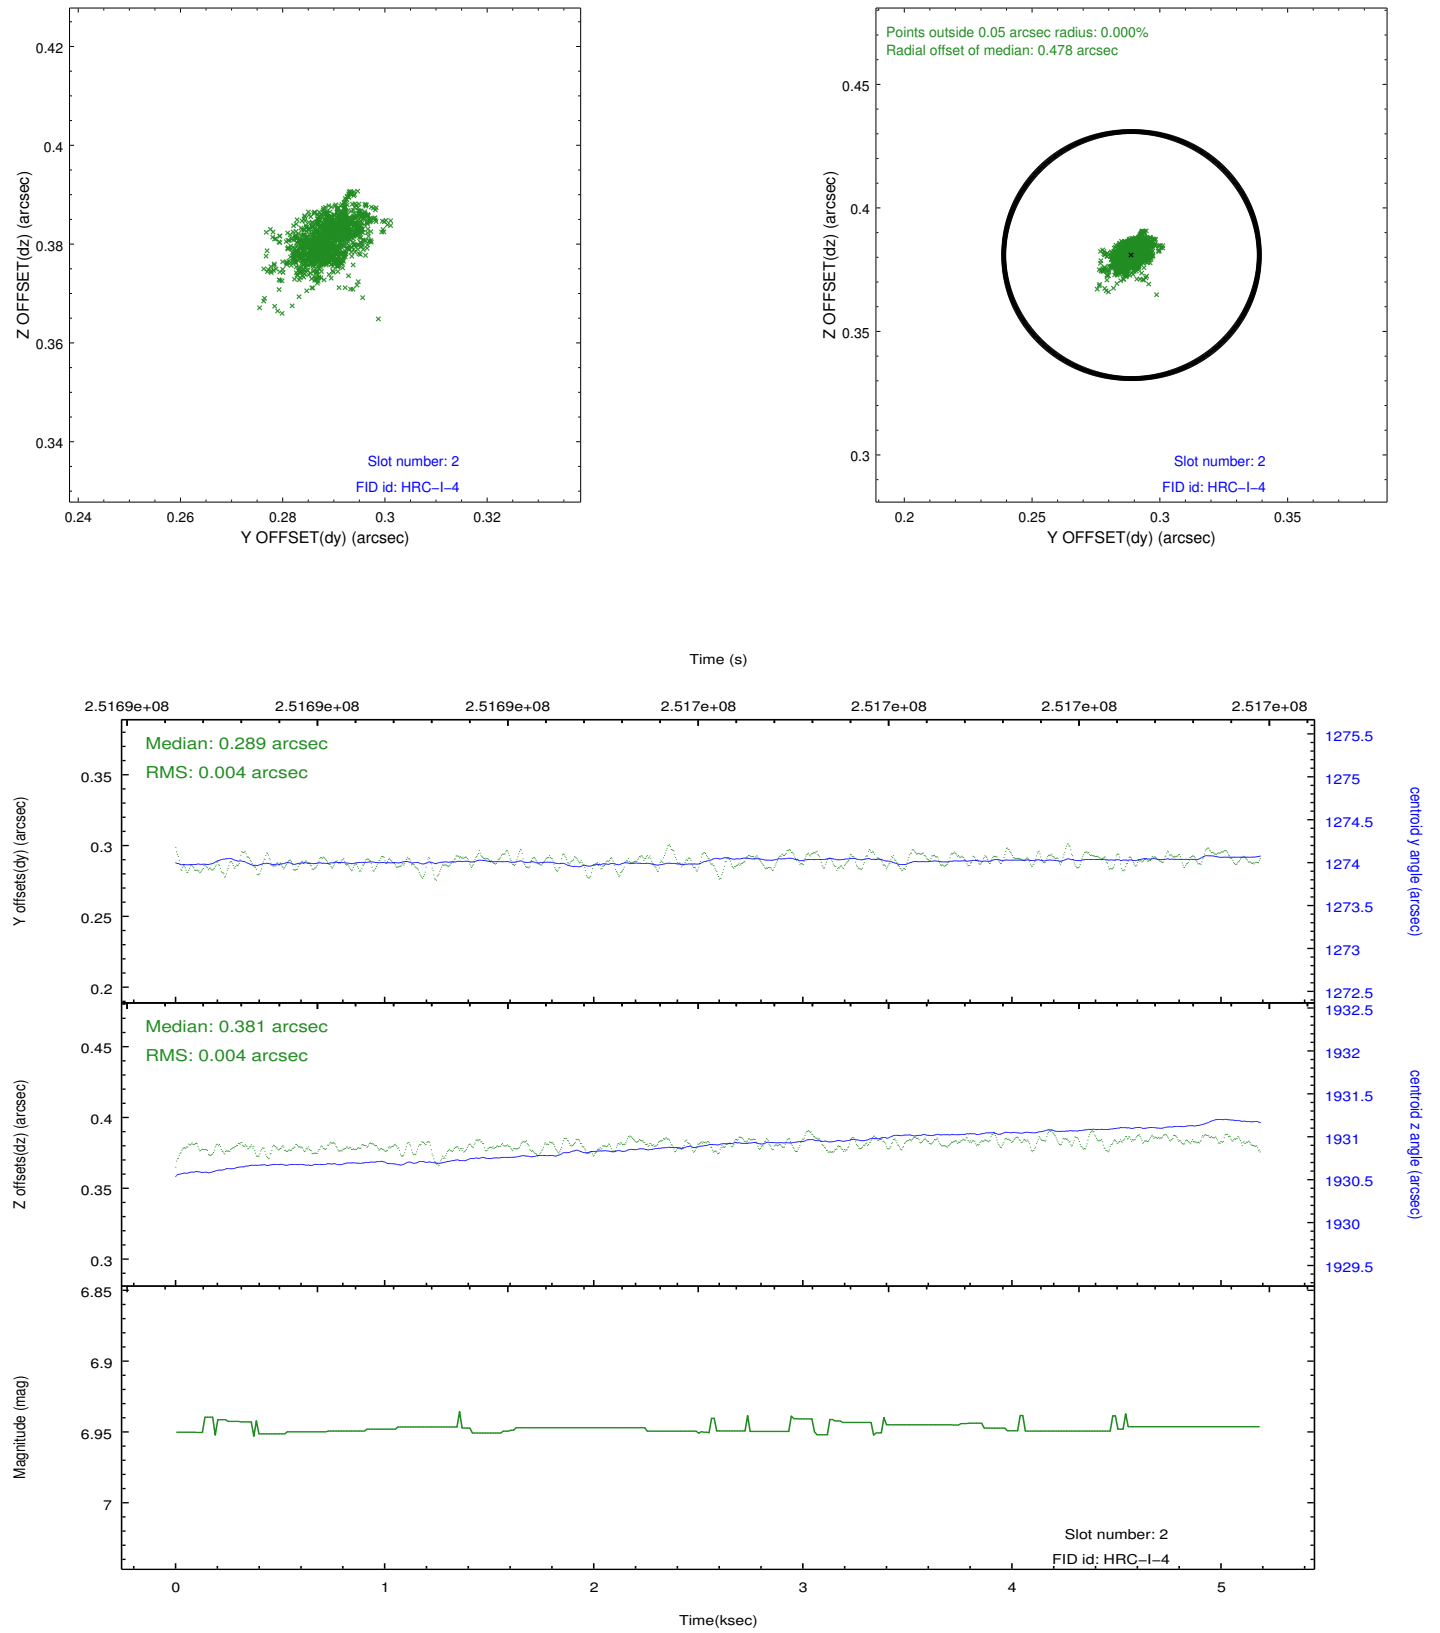 0.42
0.4
0.38
0.36
0.34
Z OFFSET(dz) (arcsec)
Slot number: 2
FID id: HRC-I-4
0.24 0.26 0.28 0.3 0.32
Y OFFSET(dy) (arcsec)
Points outside 0.05 arcsec radius: 0.000%
Radial offset of median: 0.478 arcsec
0.45
0.4
0.35
0.3
Z OFFSET(dz) (arcsec)
Slot number: 2
FID id: HRC-I-4
0.2 0.25 0.3 0.35
Y OFFSET(dy) (arcsec)
Time (s)
2.5169e+08 2.5169e+08 2.5169e+08 2.517e+08 2.517e+08 2.517e+08 2.517e+08
Median: 0.289 arcsec
RMS: 0.004 arcsec
0.35
0.3
0.25
0.2
Y offsets(dy) (arcsec)
1275.5
1275
1274.5
1274
1273.5
1273
1272.5
centroid y angle (arcsec)
Median: 0.381 arcsec
RMS: 0.004 arcsec
0.45
0.4
0.35
0.3
Z offsets(dz) (arcsec)
1932.5
1932
1931.5
1931
1930.5
1930
1929.5
centroid z angle (arcsec)
6.85
6.9
6.95
7
Magnitude (mag)
Slot number: 2
FID id: HRC-I-4
0 1 2 3 4 5
Time(ksec)